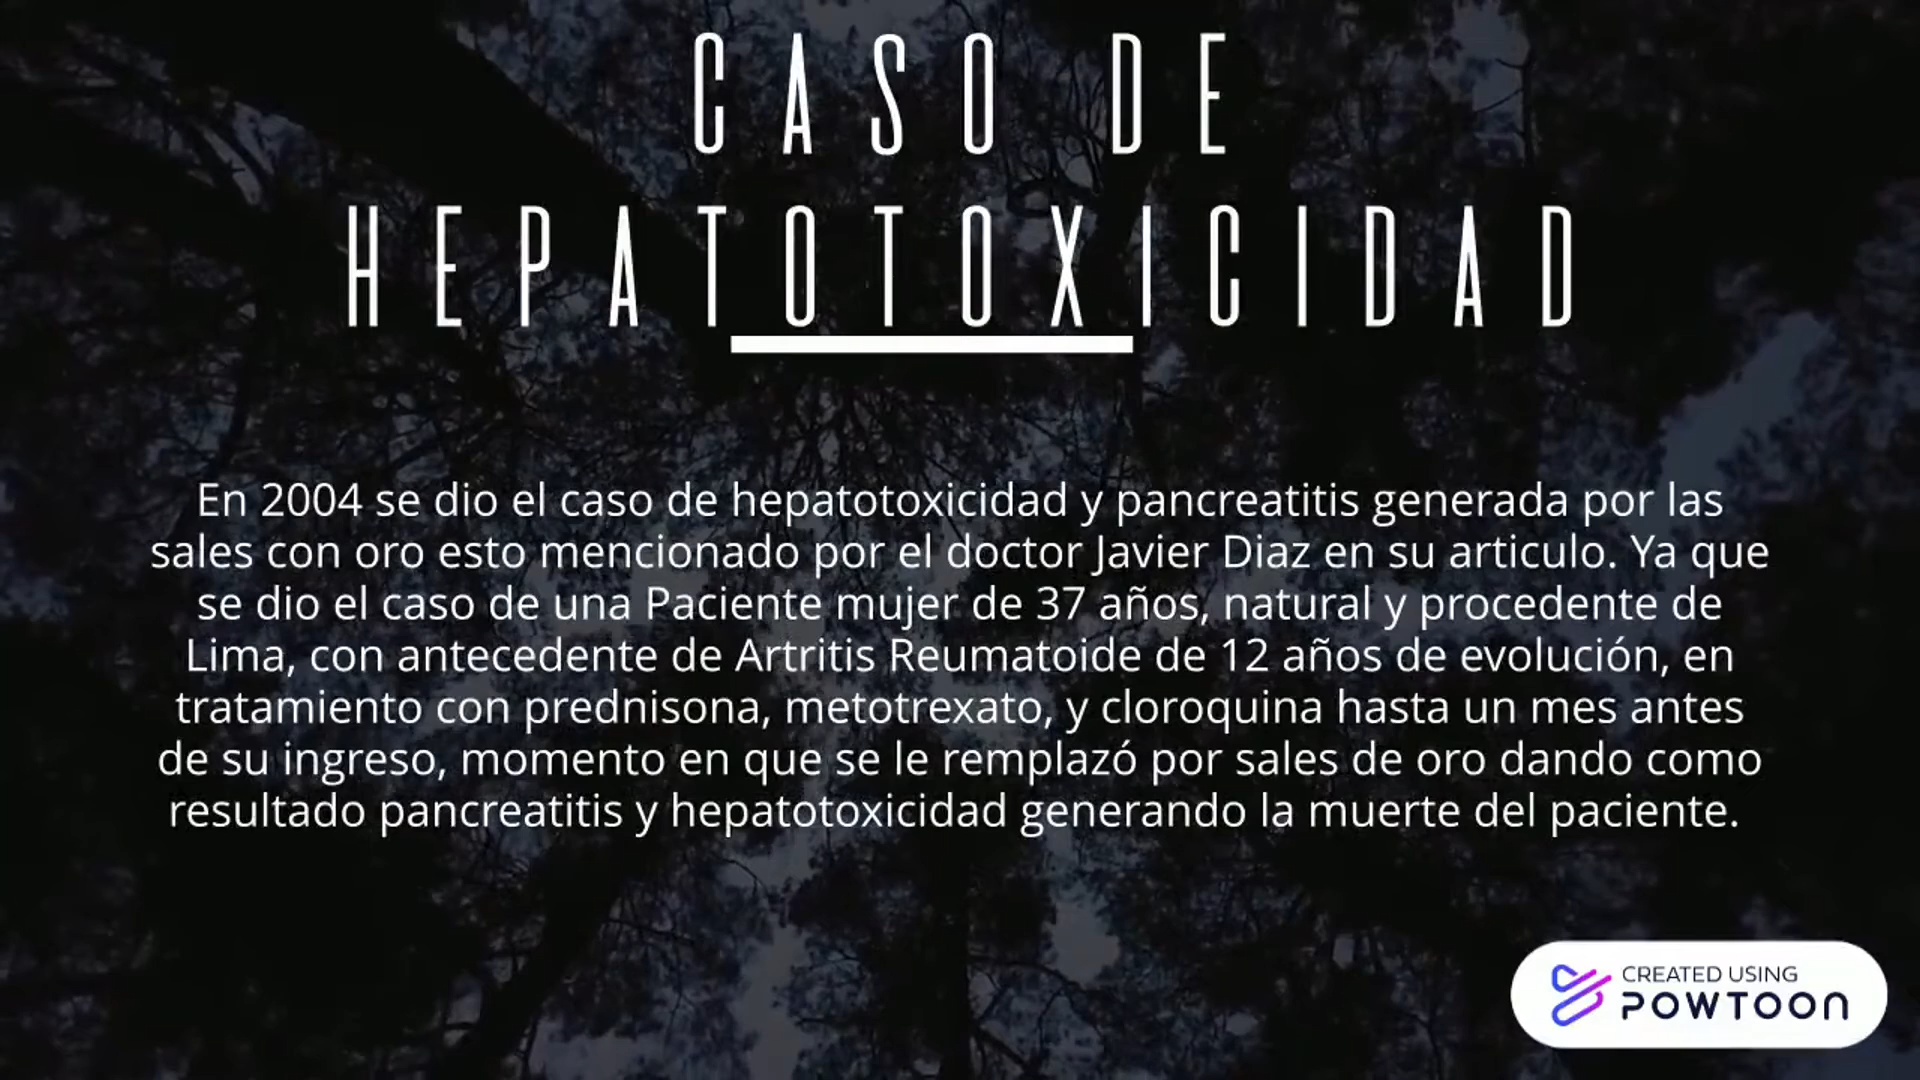 CASO DE
HEPATOTOXICIDAD
En 2004 se dio el caso de hepatotoxicidad y pancreatitis generada por las
sales con oro esto mencionado por el doctor Javier Diaz en su articulo. Ya que
se dio el caso de una Paciente mujer de 37 años, natural y procedente de
Lima, con antecedente de Artritis Reumatoide de 12 años de evolución, en
tratamiento con prednisona, metotrexato, y cloroquina hasta un mes antes
de su ingreso, momento en que se le remplazó por sales de oro dando como
resultado pancreatitis y hepatotoxicidad generando la muerte del paciente.
CREATED USING
POWTOON